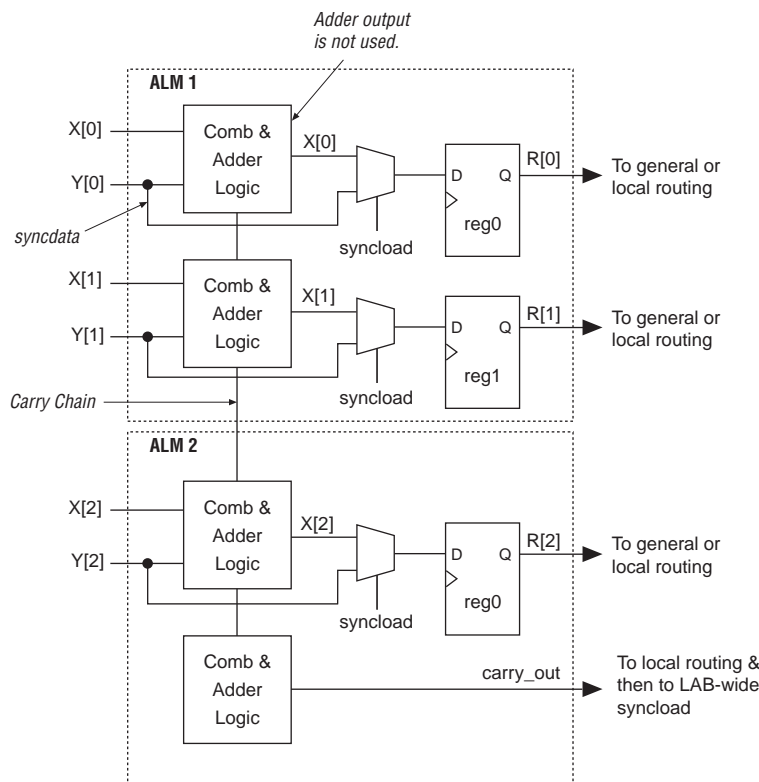 Adder output
is not used.
ALM 1
X[0]
Y[0]
syncdata
Comb &
Adder
Logic
X[0]
syncload
D
Q
reg0
R[0]
To general or
local routing
X[1]
Y[1]
Comb &
Adder
Logic
X[1]
syncload
D
Q
reg1
R[1]
To general or
local routing
Carry Chain
ALM 2
X[2]
Y[2]
Comb &
Adder
Logic
X[2]
syncload
D
Q
reg0
R[2]
To general or
local routing
Comb &
Adder
Logic
carry_out
To local routing &
then to LAB-wide
syncload